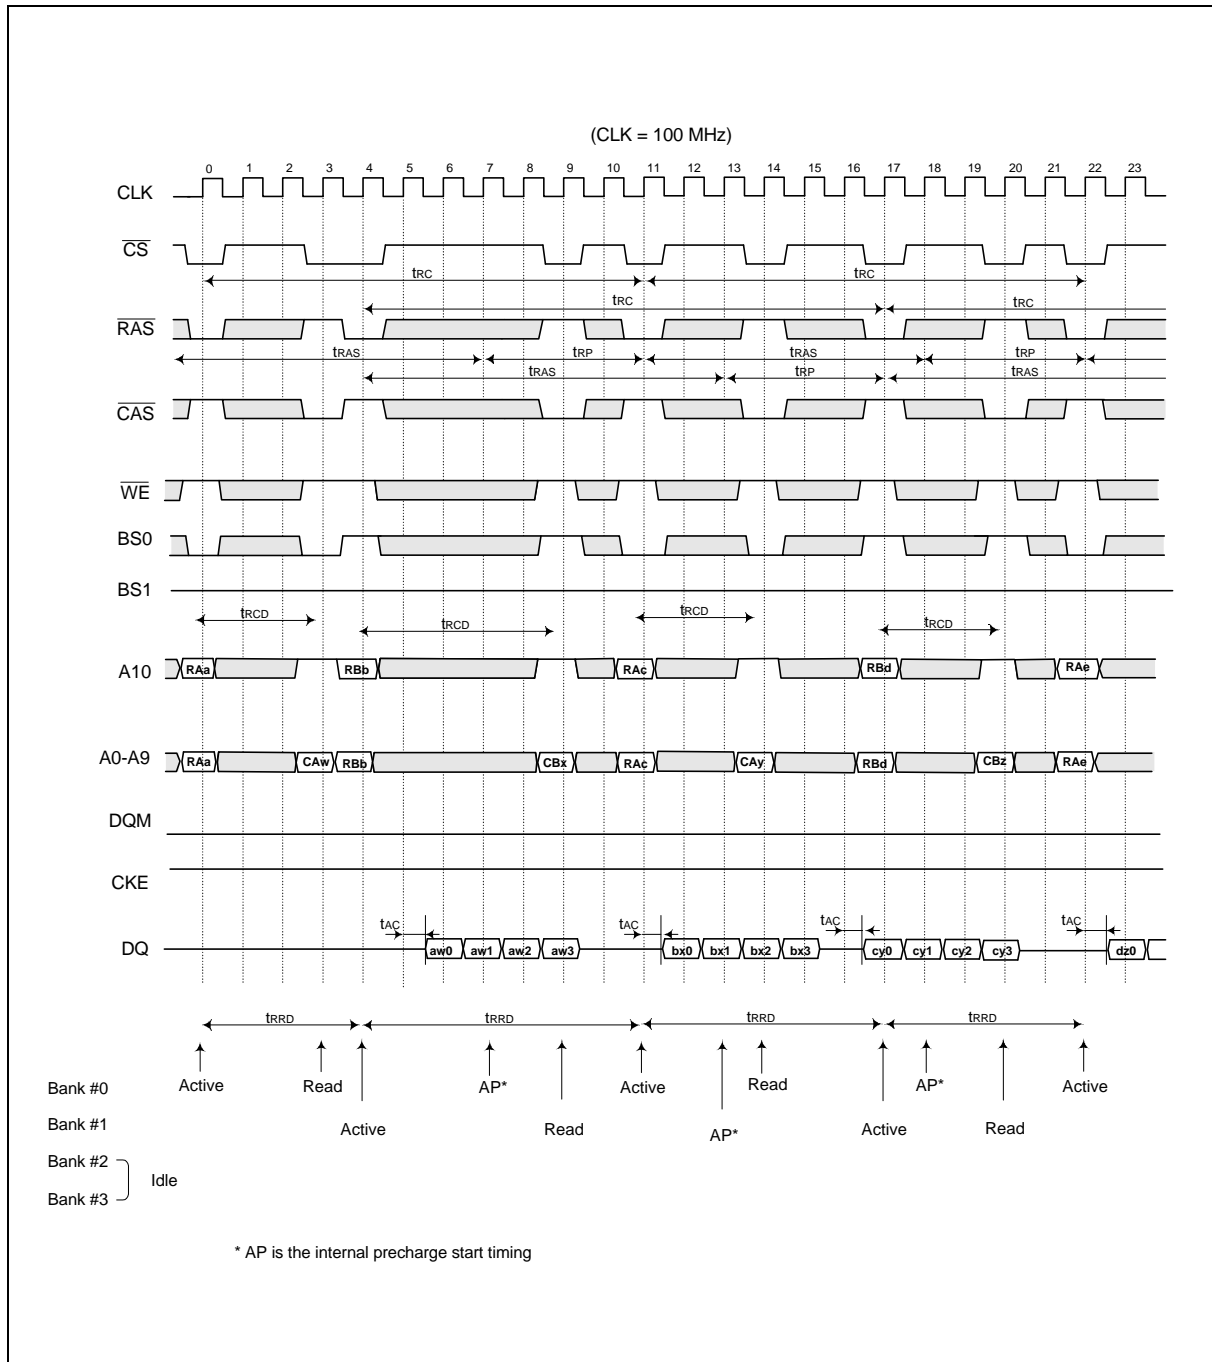 (CLK = 100 MHz)
0 1 2 3 4 5 6 7 8 9 10 11 12 13 14 15 16 17 18 19 20 21 22 23
CLK
CS
tRC tRC
tRC tRC
RAS
tRAS tRP tRAS tRP
tRAS tRP tRAS
CAS
WE
BS0
BS1
tRCD tRCD tRCD tRCD
A10 RAa RBb RAc RBd RAe
A0-A9 RAa CAw RBb CBx RAc CAy RBd CBz RAe
DQM
CKE
tAC tAC tAC tAC
DQ aw0 aw1 aw2 aw3 bx0 bx1 bx2 bx3 cy0 cy1 cy2 cy3 dz0
tRRD tRRD tRRD tRRD
Bank #0 Active Read AP* Active Read AP* Active
Bank #1 Active Read AP* Active Read
Bank #2
Idle
Bank #3
* AP is the internal precharge start timing